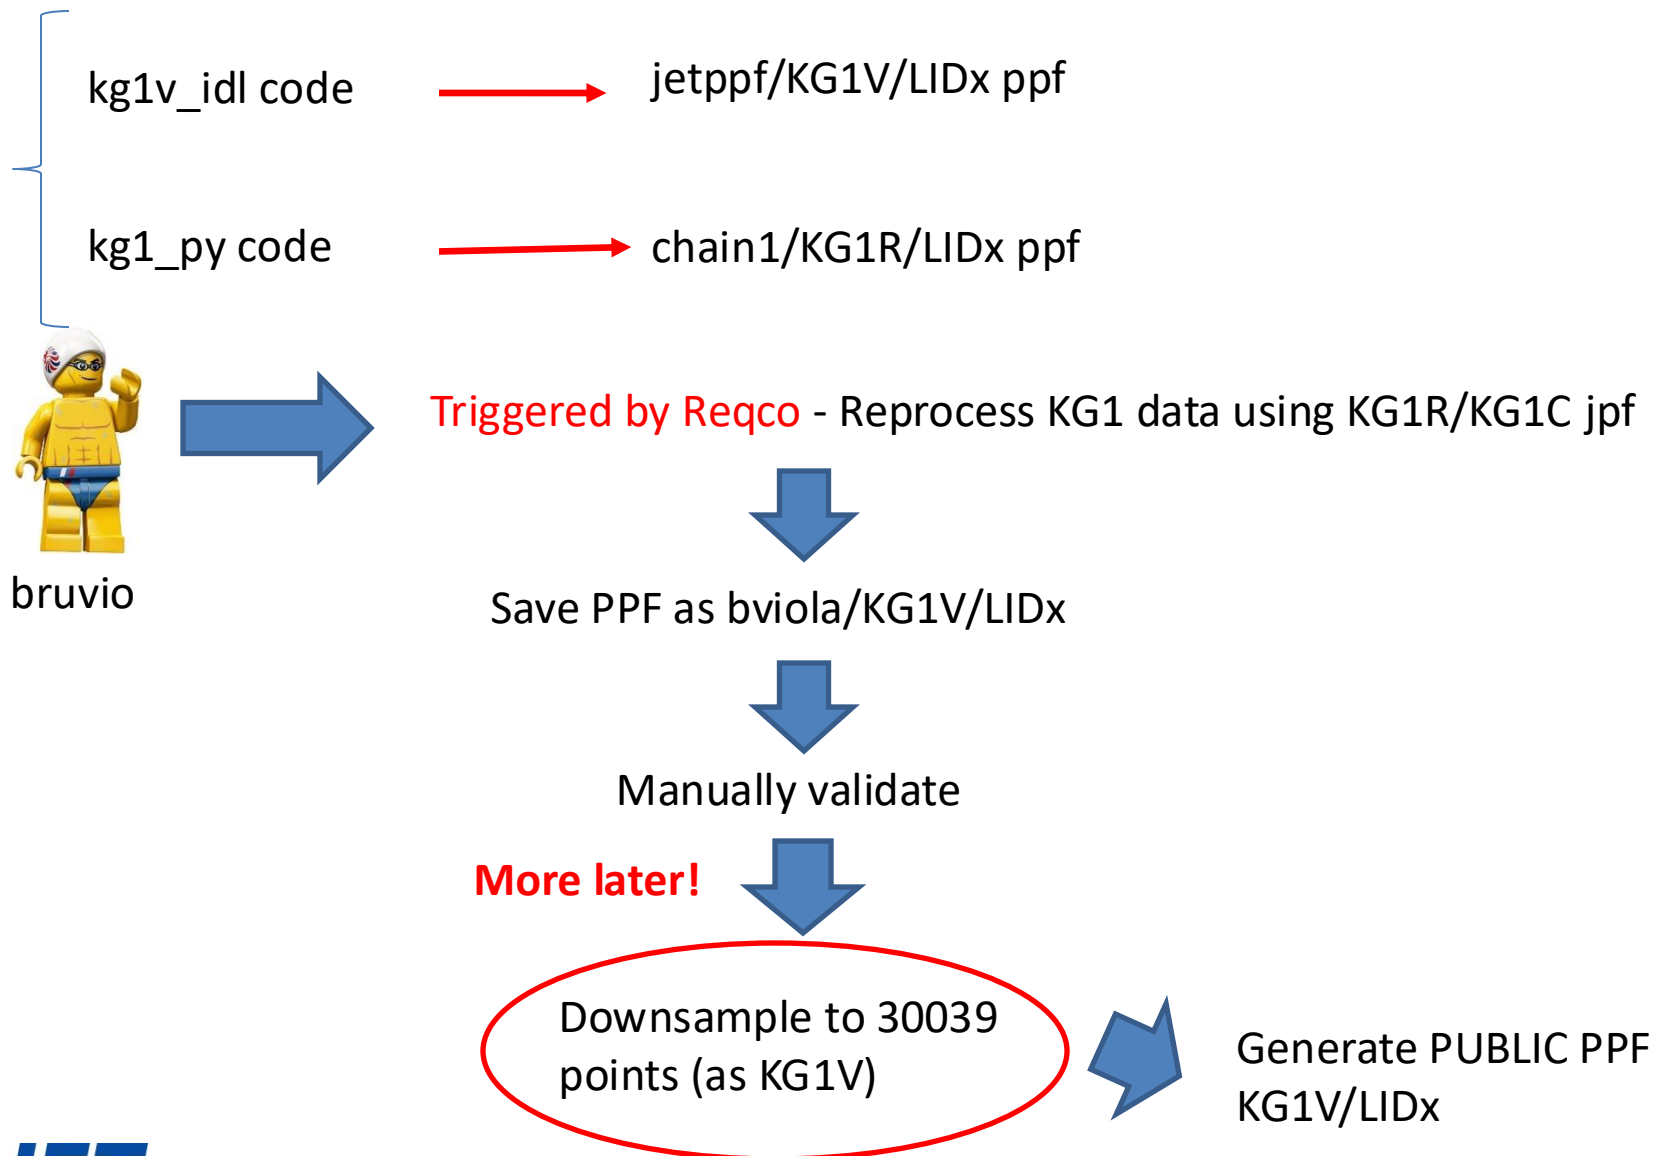 kg1v_idl code
jetppf/KG1V/LIDx ppf
kg1_py code
chain1/KG1R/LIDx ppf
Triggered by Reqco - Reprocess KG1 data using KG1R/KG1C jpf
bruvio
Save PPF as bviola/KG1V/LIDx
Manually validate
More later!
Downsample to 30039
points (as KG1V)
Generate PUBLIC PPF
KG1V/LIDx